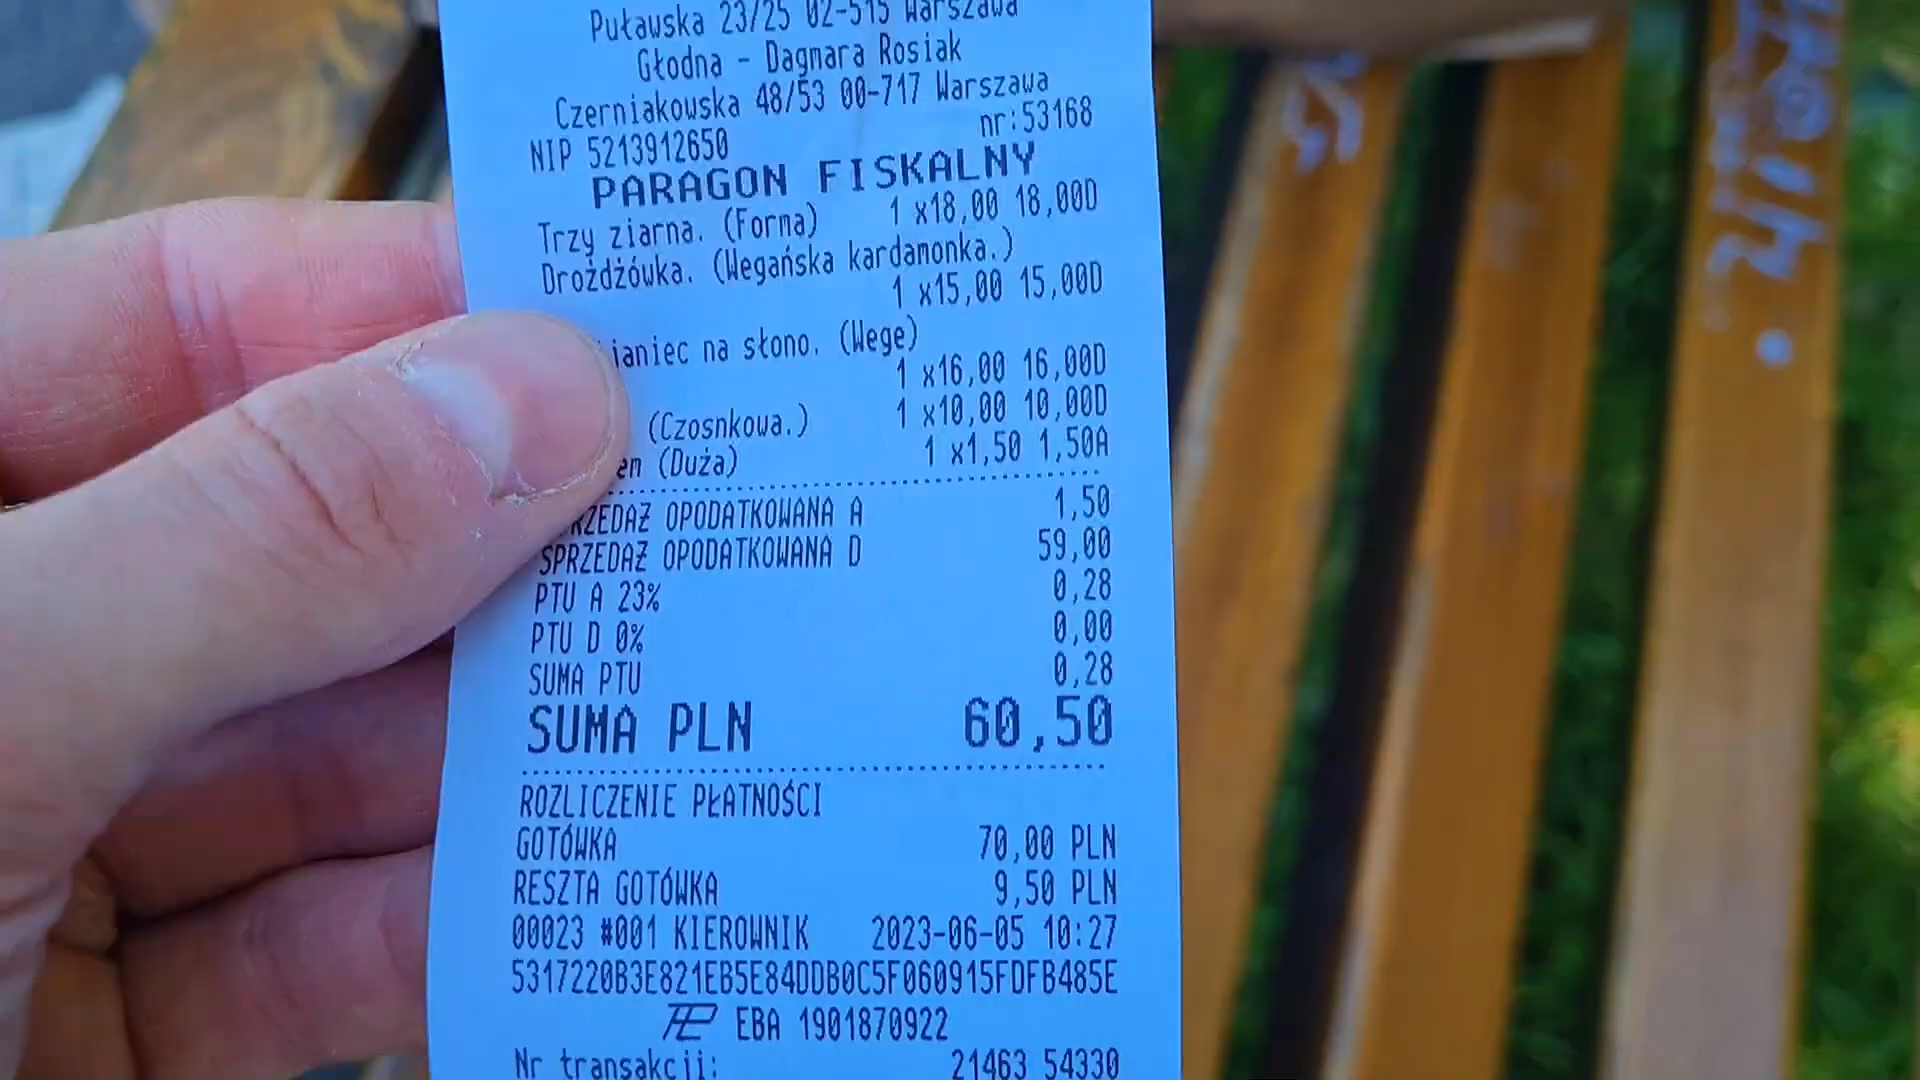 Puławska 23/25 02-515 Warszawa
Głodna - Dagmara Rosiak
Czerniakowska 48/53 00-717 Warszawa
NIP 5213912650 nr:53168
PARAGON FISKALNY
Trzy ziarna. (Forma) 1 x18,00 18,00D
Drożdżówka. (Wegańska kardamonka.)
1 x15,00 15,00D
ianiec na słono. (Wege)
1 x16,00 16,00D
(Czosnkowa.) 1 x10,00 10,00D
em (Duża) 1 x1,50 1,50A
RZEDAŻ OPODATKOWANA A 1,50
SPRZEDAŻ OPODATKOWANA D 59,00
PTU A 23% 0,28
PTU D 0% 0,00
SUMA PTU 0,28
SUMA PLN 60,50
ROZLICZENIE PŁATNOŚCI
GOTÓWKA 70,00 PLN
RESZTA GOTÓWKA 9,50 PLN
00023 #001 KIEROWNIK 2023-06-05 10:27
5317220B3E821EB5E84DDB0C5F060915FDFB485E
EBA 1901870922
Nr transakcji: 21463 54330